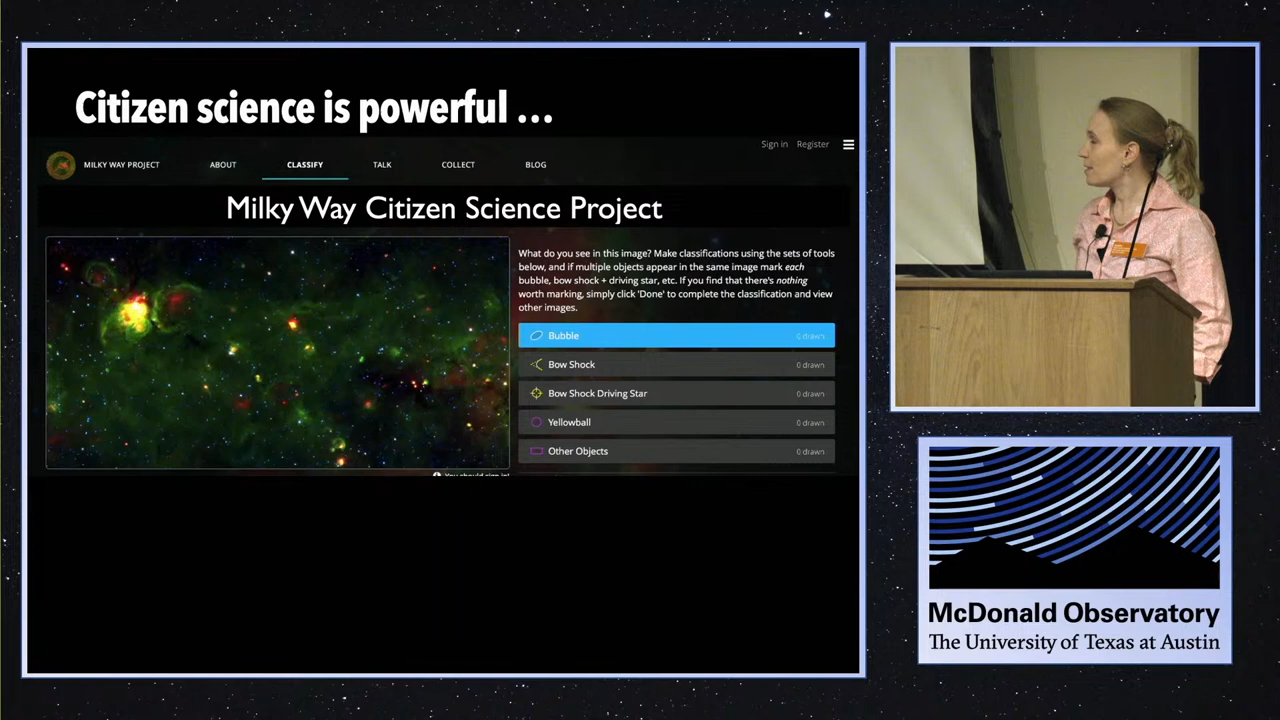 Citizen science is powerful ...
Sign in Register
MILKY WAY PROJECT ABOUT CLASSIFY TALK COLLECT BLOG
Milky Way Citizen Science Project
What do you see in this image? Make classifications using the sets of tools
below, and if multiple objects appear in the same image mark each
bubble, bow shock + driving star, etc. If you find that there's nothing
worth marking, simply click 'Done' to complete the classification and view
other images.
Bubble 0 drawn
Bow Shock 0 drawn
Bow Shock Driving Star 0 drawn
Yellowball 0 drawn
Other Objects 0 drawn
You should sign in!
McDonald Observatory
The University of Texas at Austin